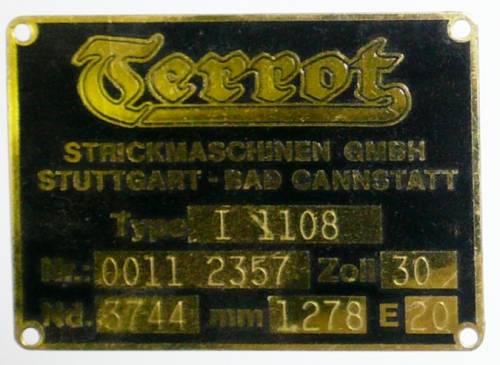 Terrot
STRICKMASCHINEN GMBH
STUTTGART - BAD CANNSTATT
Type I 1108
Nr.: 0011 2357 Zoll 30
Nd. 3744 mm 1.278 E 20